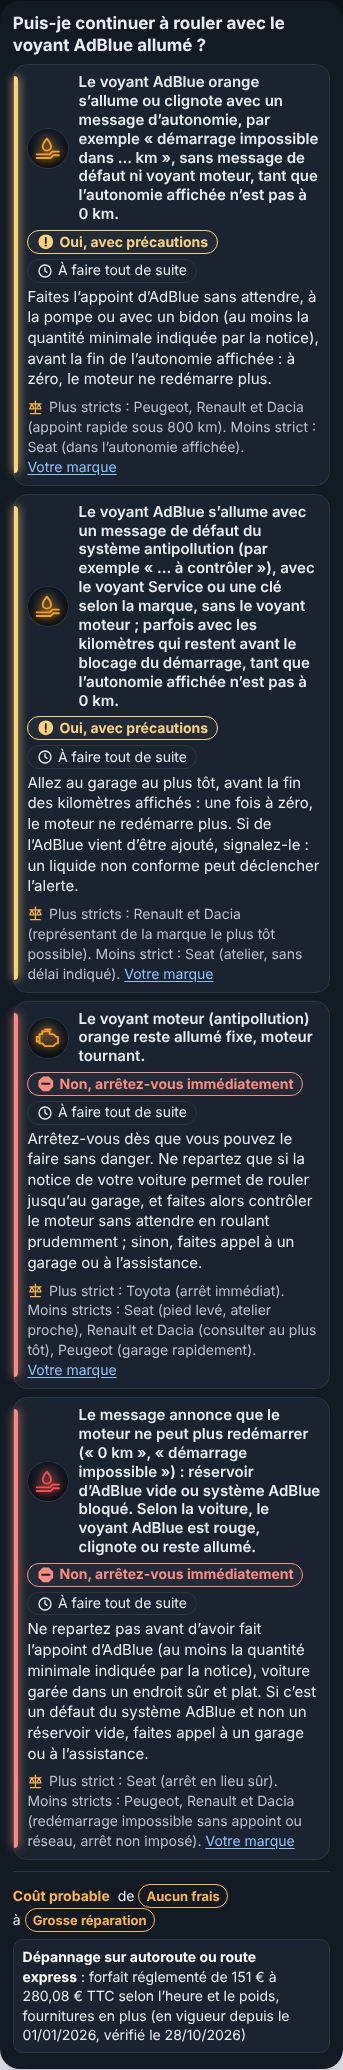 Puis-je continuer à rouler avec le
voyant AdBlue allumé ?
Le voyant AdBlue orange
s’allume ou clignote avec un
message d’autonomie, par
exemple « démarrage impossible
dans ... km », sans message de
défaut ni voyant moteur, tant que
l’autonomie affichée n’est pas à
0 km.
Oui, avec précautions
À faire tout de suite
Faites l’appoint d’AdBlue sans attendre, à
la pompe ou avec un bidon (au moins la
quantité minimale indiquée par la notice),
avant la fin de l’autonomie affichée : à
zéro, le moteur ne redémarre plus.
Plus stricts : Peugeot, Renault et Dacia
(appoint rapide sous 800 km). Moins strict :
Seat (dans l’autonomie affichée).
Votre marque
Le voyant AdBlue s’allume avec
un message de défaut du
système antipollution (par
exemple « ... à contrôler »), avec
le voyant Service ou une clé
selon la marque, sans le voyant
moteur ; parfois avec les
kilomètres qui restent avant le
blocage du démarrage, tant que
l’autonomie affichée n’est pas à
0 km.
Oui, avec précautions
À faire tout de suite
Allez au garage au plus tôt, avant la fin
des kilomètres affichés : une fois à zéro,
le moteur ne redémarre plus. Si de
l’AdBlue vient d’être ajouté, signalez-le :
un liquide non conforme peut déclencher
l’alerte.
Plus stricts : Renault et Dacia
(représentant de la marque le plus tôt
possible). Moins strict : Seat (atelier, sans
délai indiqué). Votre marque
Le voyant moteur (antipollution)
orange reste allumé fixe, moteur
tournant.
Non, arrêtez-vous immédiatement
À faire tout de suite
Arrêtez-vous dès que vous pouvez le
faire sans danger. Ne repartez que si la
notice de votre voiture permet de rouler
jusqu’au garage, et faites alors contrôler
le moteur sans attendre en roulant
prudemment ; sinon, faites appel à un
garage ou à l’assistance.
Plus strict : Toyota (arrêt immédiat).
Moins stricts : Seat (pied levé, atelier
proche), Renault et Dacia (consulter au plus
tôt), Peugeot (garage rapidement).
Votre marque
Le message annonce que le
moteur ne peut plus redémarrer
(« 0 km », « démarrage
impossible ») : réservoir
d’AdBlue vide ou système AdBlue
bloqué. Selon la voiture, le
voyant AdBlue est rouge,
clignote ou reste allumé.
Non, arrêtez-vous immédiatement
À faire tout de suite
Ne repartez pas avant d’avoir fait
l’appoint d’AdBlue (au moins la quantité
minimale indiquée par la notice), voiture
garée dans un endroit sûr et plat. Si c’est
un défaut du système AdBlue et non un
réservoir vide, faites appel à un garage
ou à l’assistance.
Plus strict : Seat (arrêt en lieu sûr).
Moins stricts : Peugeot, Renault et Dacia
(redémarrage impossible sans appoint ou
réseau, arrêt non imposé). Votre marque
Coût probable de Aucun frais
à Grosse réparation
Dépannage sur autoroute ou route
express : forfait réglementé de 151 € à
280,08 € TTC selon l’heure et le poids,
fournitures en plus (en vigueur depuis le
01/01/2026, vérifié le 28/10/2026)